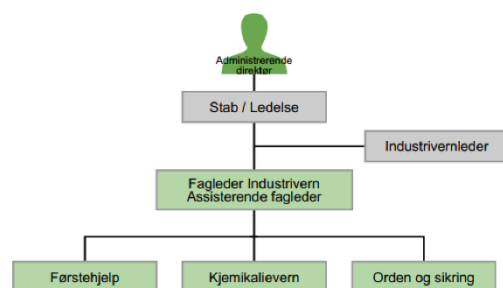 Administrerende
direktør
Stab / Ledelse
Industrivernleder
Fagleder Industrivern
Assisterende fagleder
Førstehjelp
Kjemikalievern
Orden og sikring